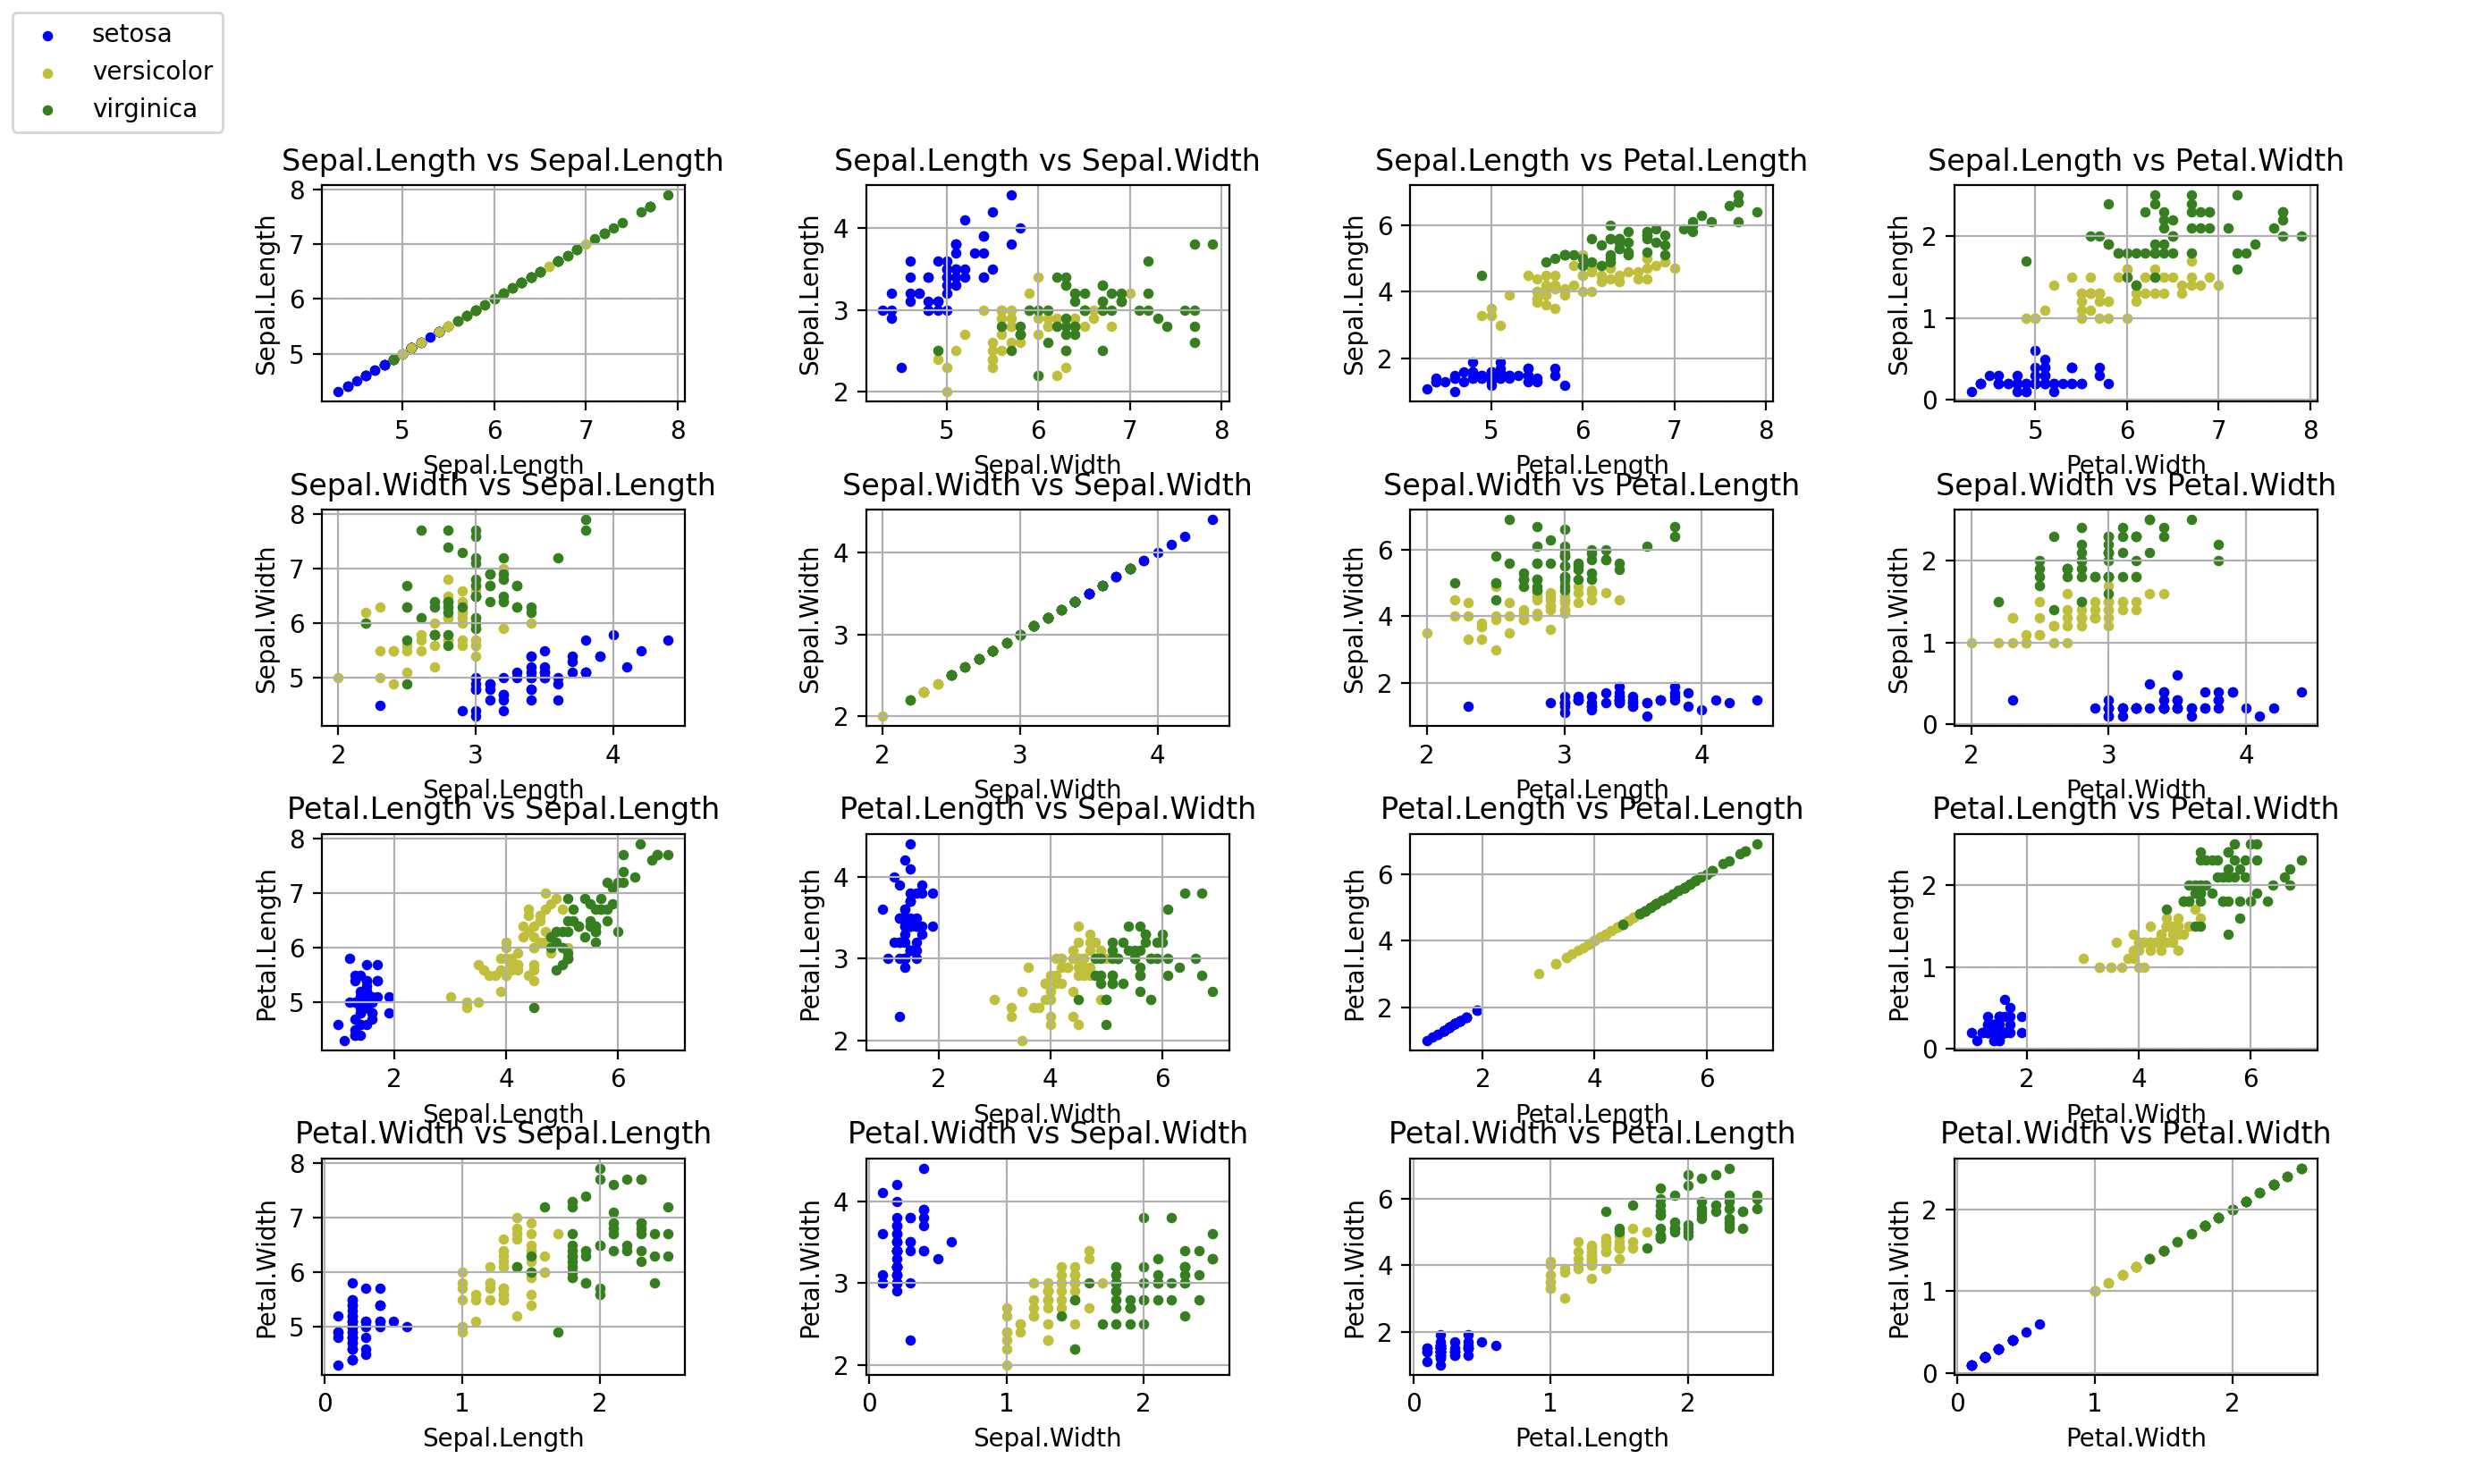 setosa
versicolor
virginica
Sepal.Length vs Sepal.Length
Sepal.Length
8
7
6
5
5 6 7 8
Sepal.Length
Sepal.Length vs Sepal.Width
Sepal.Length
4
3
2
5 6 7 8
Sepal.Width
Sepal.Length vs Petal.Length
Sepal.Length
6
4
2
5 6 7 8
Petal.Length
Sepal.Length vs Petal.Width
Sepal.Length
2
1
0
5 6 7 8
Petal.Width
Sepal.Width vs Sepal.Length
Sepal.Width
8
7
6
5
2 3 4
Sepal.Length
Sepal.Width vs Sepal.Width
Sepal.Width
4
3
2
2 3 4
Sepal.Width
Sepal.Width vs Petal.Length
Sepal.Width
6
4
2
2 3 4
Petal.Length
Sepal.Width vs Petal.Width
Sepal.Width
2
1
0
2 3 4
Petal.Width
Petal.Length vs Sepal.Length
Petal.Length
8
7
6
5
2 4 6
Sepal.Length
Petal.Length vs Sepal.Width
Petal.Length
4
3
2
2 4 6
Sepal.Width
Petal.Length vs Petal.Length
Petal.Length
6
4
2
2 4 6
Petal.Length
Petal.Length vs Petal.Width
Petal.Length
2
1
0
2 4 6
Petal.Width
Petal.Width vs Sepal.Length
Petal.Width
8
7
6
5
0 1 2
Sepal.Length
Petal.Width vs Sepal.Width
Petal.Width
4
3
2
0 1 2
Sepal.Width
Petal.Width vs Petal.Length
Petal.Width
6
4
2
0 1 2
Petal.Length
Petal.Width vs Petal.Width
Petal.Width
2
1
0
0 1 2
Petal.Width